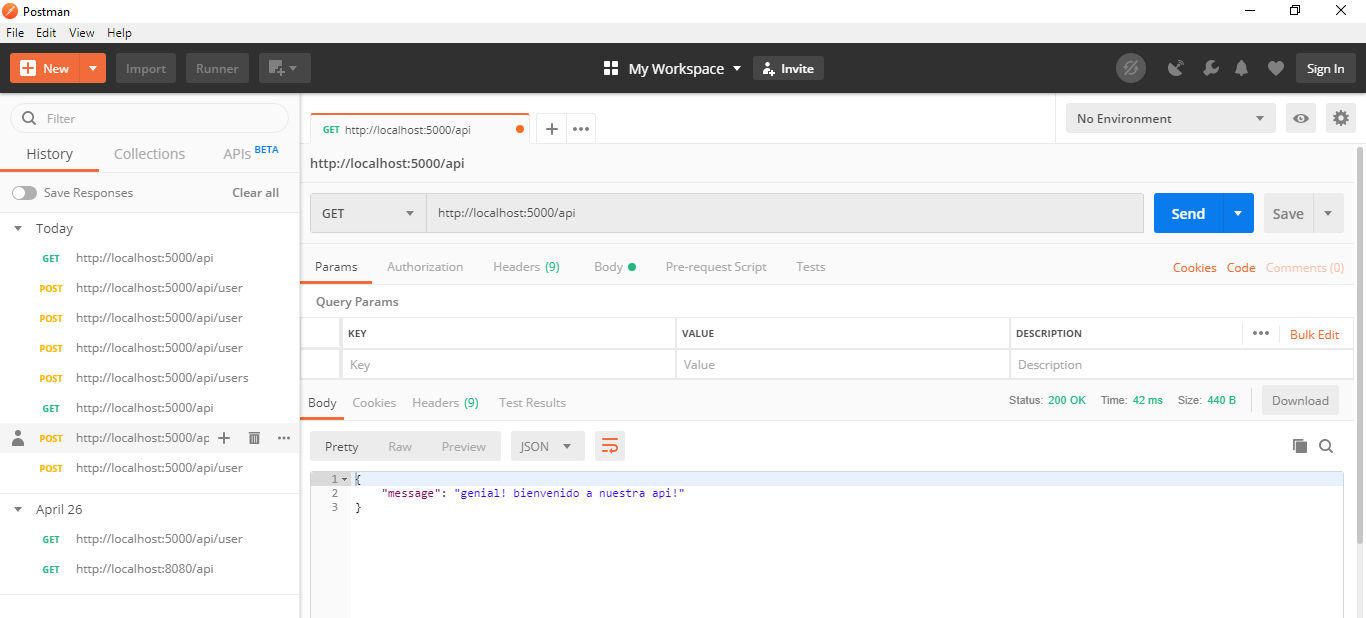 Postman
File Edit View Help
New Import Runner My Workspace Invite Sign In
Filter
History Collections APIs BETA
Save Responses Clear all
Today
GET http://localhost:5000/api
POST http://localhost:5000/api/user
POST http://localhost:5000/api/user
POST http://localhost:5000/api/user
POST http://localhost:5000/api/users
GET http://localhost:5000/api
POST http://localhost:5000/ap
POST http://localhost:5000/api/user
April 26
GET http://localhost:5000/api/user
GET http://localhost:8080/api
GET http://localhost:5000/api
No Environment
http://localhost:5000/api
GET http://localhost:5000/api Send Save
Params Authorization Headers (9) Body Pre-request Script Tests Cookies Code Comments (0)
Query Params
KEY VALUE DESCRIPTION Bulk Edit
Key Value Description
Body Cookies Headers (9) Test Results Status: 200 OK Time: 42 ms Size: 440 B Download
Pretty Raw Preview JSON
1 {
2 "message": "genial! bienvenido a nuestra api!"
3 }